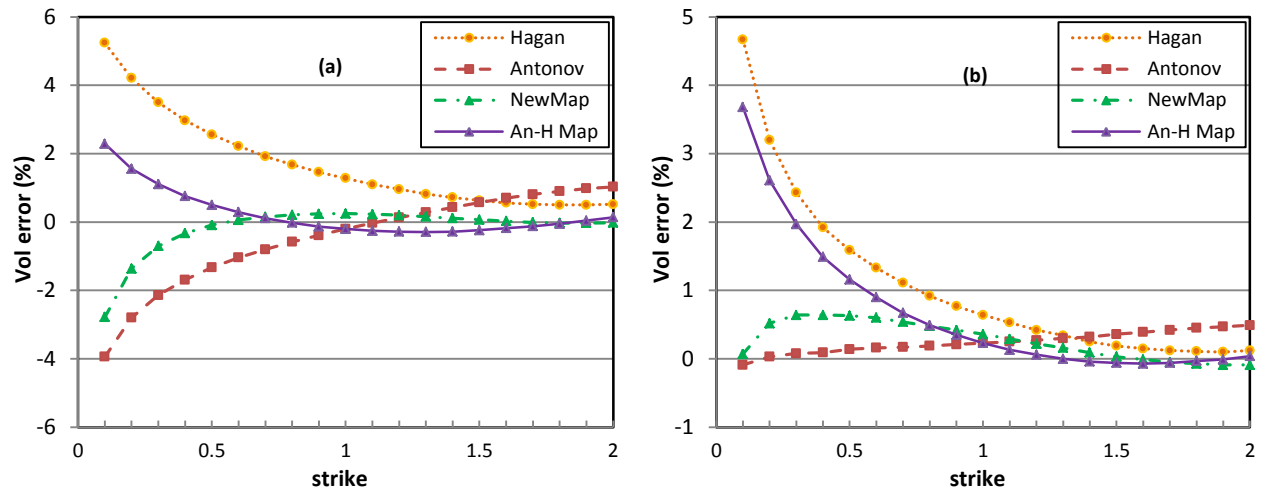 6
4
2
0
-2
-4
-6
0
0.5
1
1.5
2
Vol error (%)
strike
(a)
Hagan
Antonov
NewMap
An-H Map
5
4
3
2
1
0
-1
0
0.5
1
1.5
2
Vol error (%)
strike
(b)
Hagan
Antonov
NewMap
An-H Map